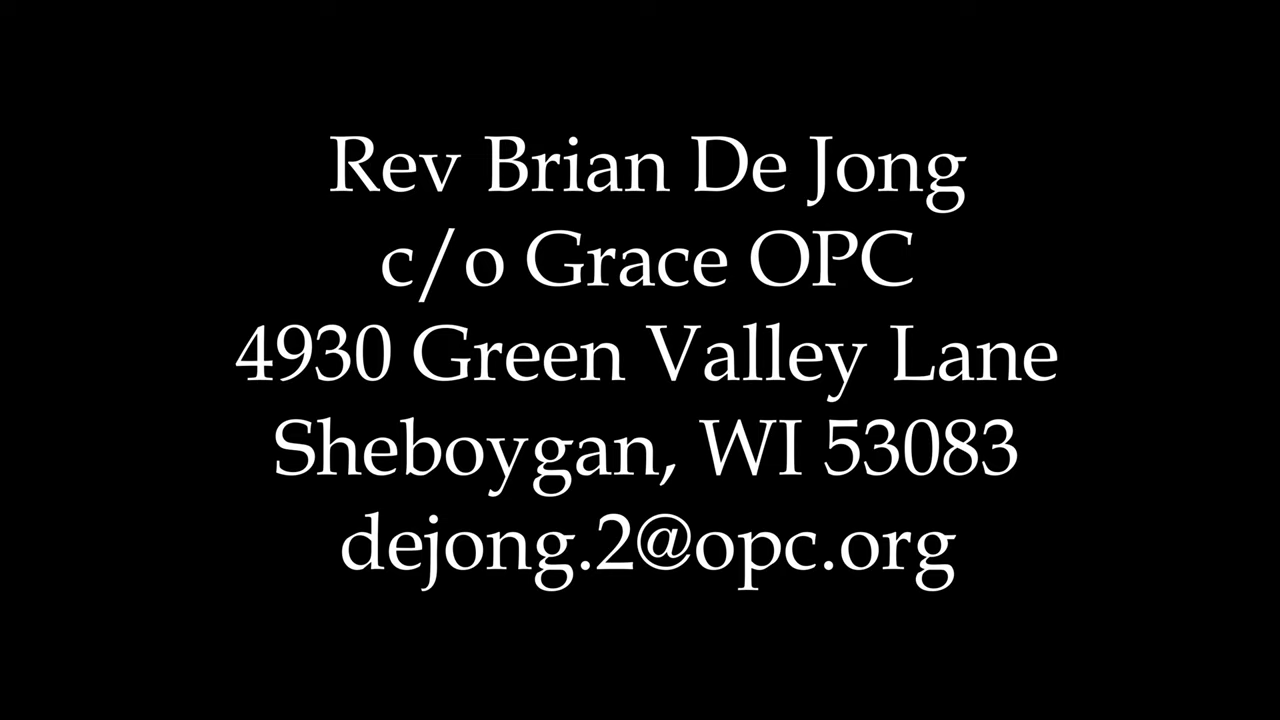 Rev Brian De Jong
c/o Grace OPC
4930 Green Valley Lane
Sheboygan, WI 53083
dejong.2@opc.org